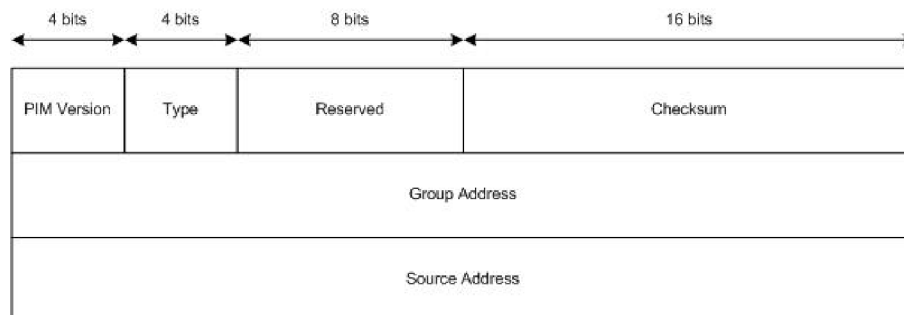 4 bits 4 bits 8 bits 16 bits
PIM Version Type Reserved Checksum
Group Address
Source Address